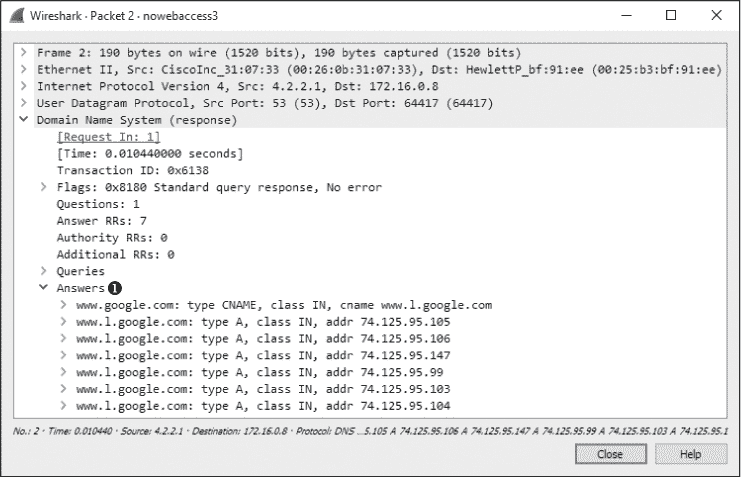 Wireshark · Packet 2 · nowebaccess3
Frame 2: 190 bytes on wire (1520 bits), 190 bytes captured (1520 bits)
Ethernet II, Src: CiscoInc_31:07:33 (00:26:0b:31:07:33), Dst: HewlettP_bf:91:ee (00:25:b3:bf:91:ee)
Internet Protocol Version 4, Src: 4.2.2.1, Dst: 172.16.0.8
User Datagram Protocol, Src Port: 53 (53), Dst Port: 64417 (64417)
Domain Name System (response)
[Request In: 1]
[Time: 0.010440000 seconds]
Transaction ID: 0x6138
Flags: 0x8180 Standard query response, No error
Questions: 1
Answer RRs: 7
Authority RRs: 0
Additional RRs: 0
Queries
Answers 1
www.google.com: type CNAME, class IN, cname www.l.google.com
www.l.google.com: type A, class IN, addr 74.125.95.105
www.l.google.com: type A, class IN, addr 74.125.95.106
www.l.google.com: type A, class IN, addr 74.125.95.147
www.l.google.com: type A, class IN, addr 74.125.95.99
www.l.google.com: type A, class IN, addr 74.125.95.103
www.l.google.com: type A, class IN, addr 74.125.95.104
No.: 2 · Time: 0.010440 · Source: 4.2.2.1 · Destination: 172.16.0.8 · Protocol: DNS ...5.105 A 74.125.95.106 A 74.125.95.147 A 74.125.95.99 A 74.125.95.103 A 74.125.95.1
Close Help